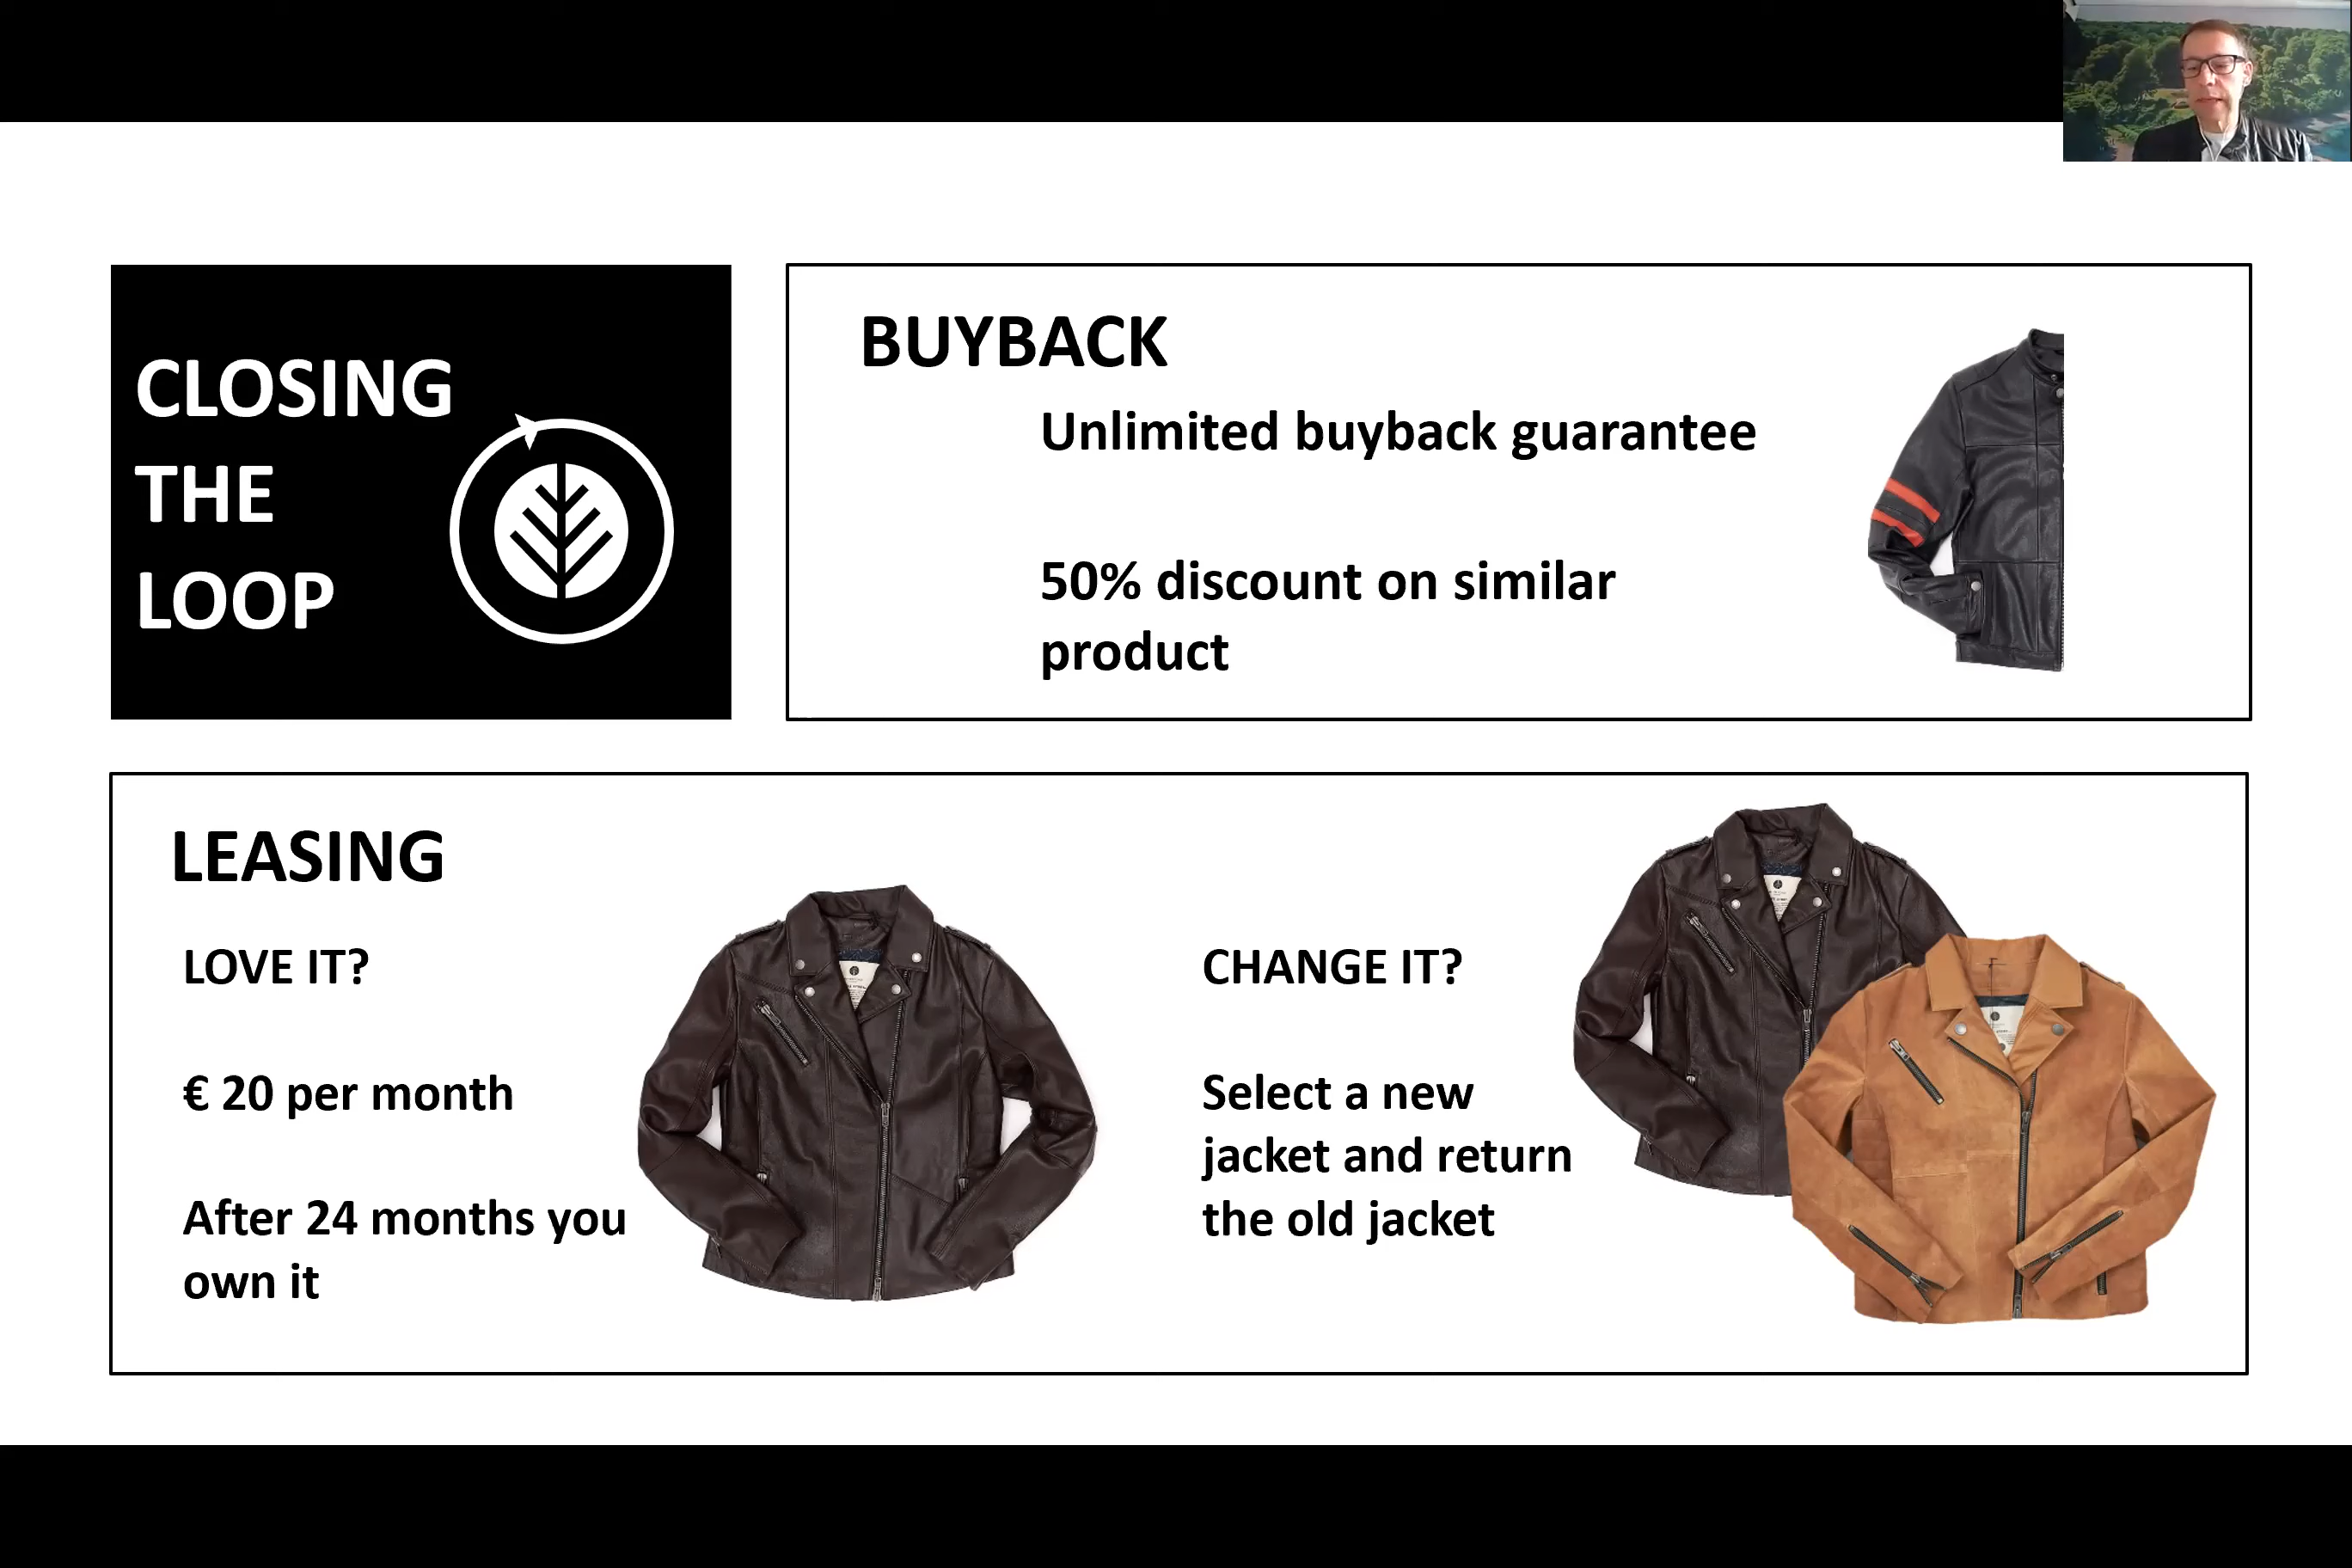 CLOSING
THE
LOOP
BUYBACK
Unlimited buyback guarantee
50% discount on similar
product
LEASING
LOVE IT?
€ 20 per month
After 24 months you
own it
CHANGE IT?
Select a new
jacket and return
the old jacket